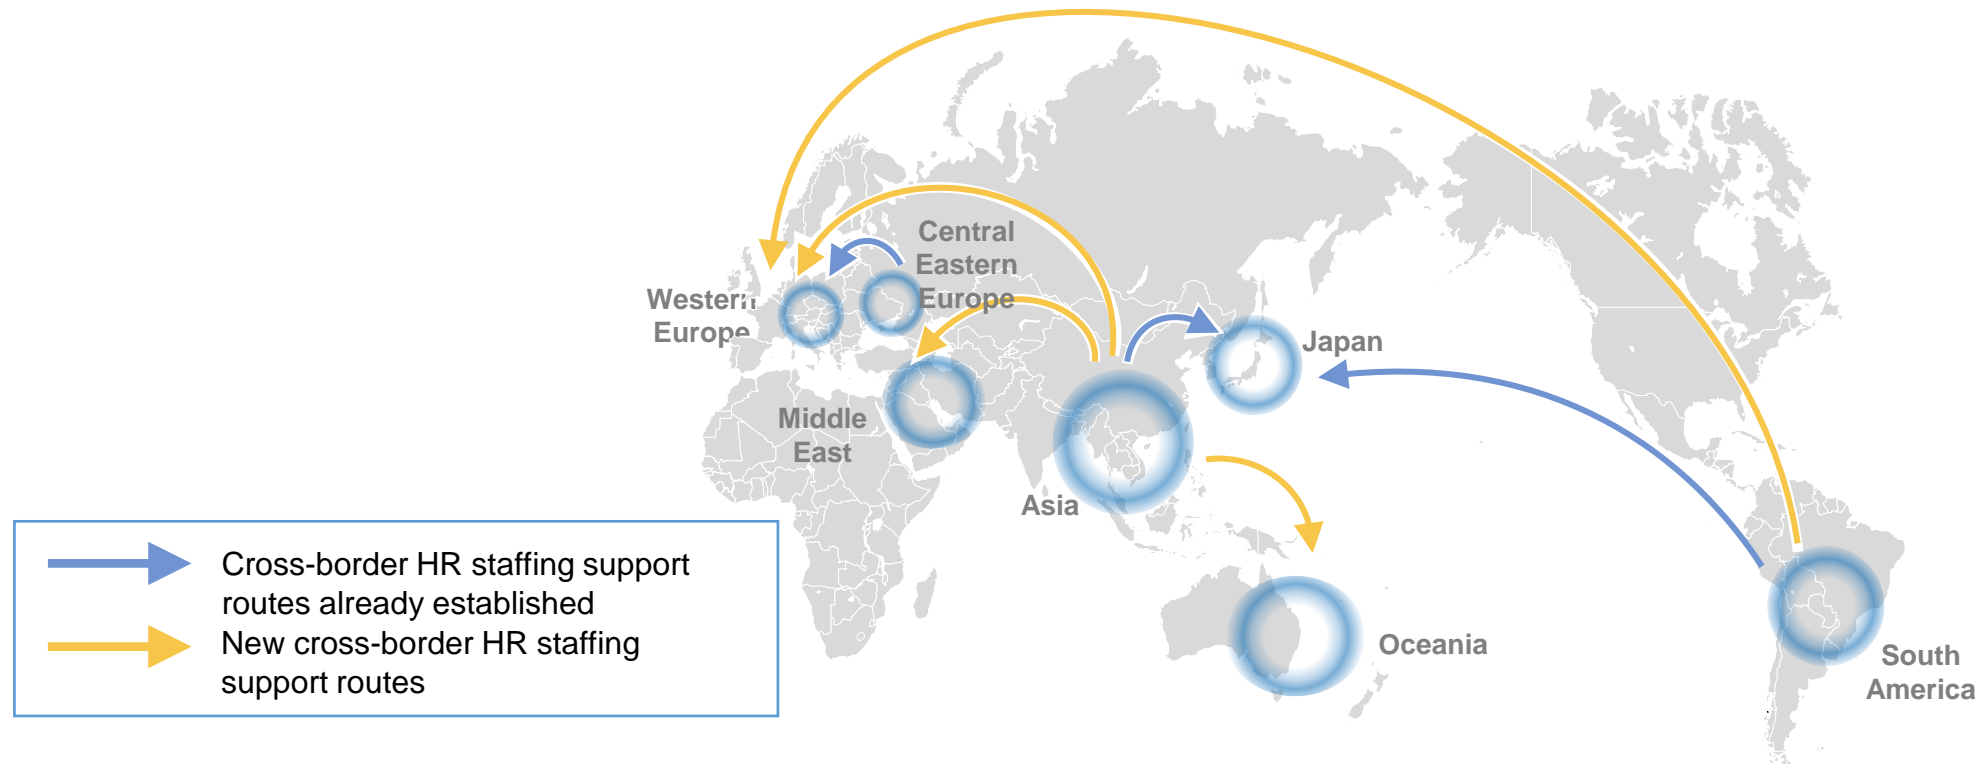 Central
Eastern
Europe
Western
Europe
Japan
Middle
East
Asia
Cross-border HR staffing support
routes already established
New cross-border HR staffing
support routes
Oceania
South
America